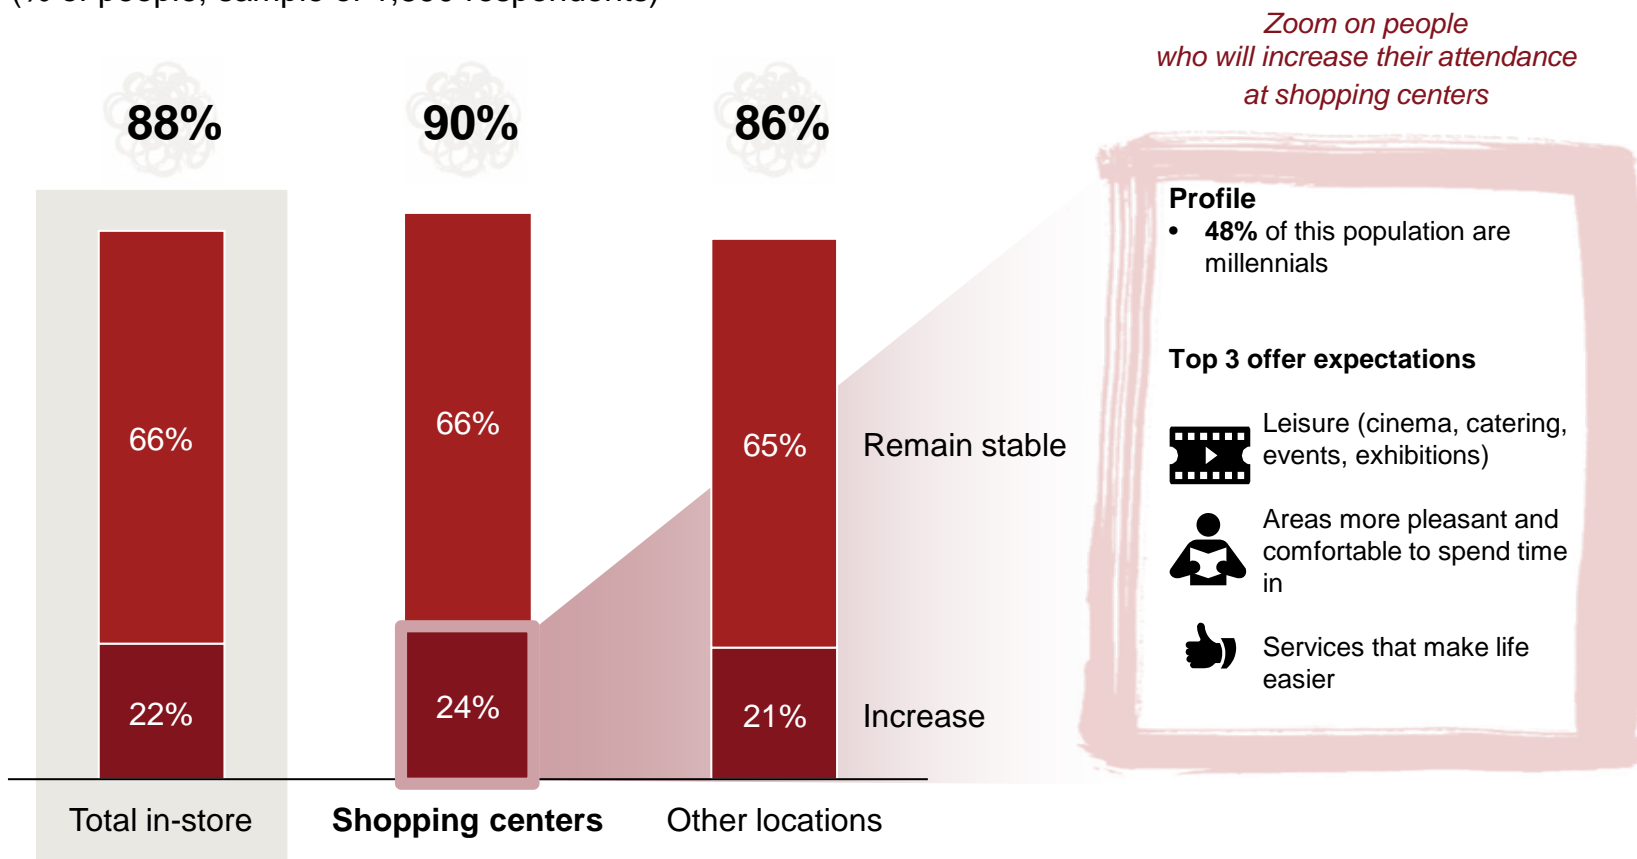 Zoom on people
who will increase their attendance
at shopping centers
88%
90%
86%
66%
66%
65%
Remain stable
22%
24%
21%
Increase
Total in-store
Shopping centers
Other locations
Profile
• 48% of this population are
millennials
Top 3 offer expectations
Leisure (cinema, catering,
events, exhibitions)
Areas more pleasant and
comfortable to spend time
in
Services that make life
easier